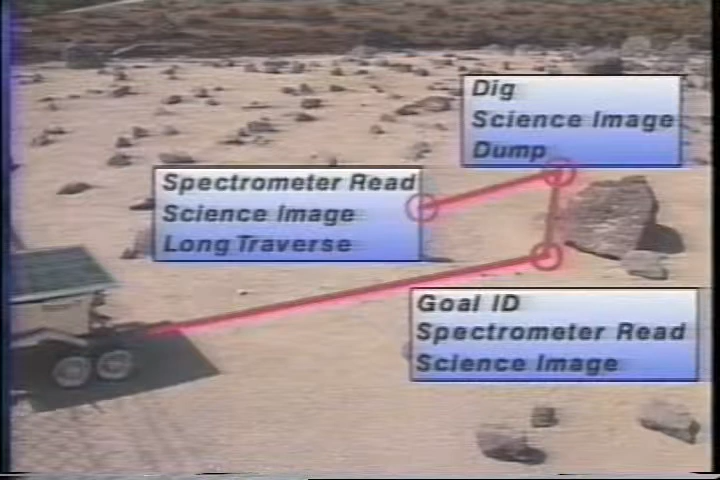 Dig
Science Image
Dump
Spectrometer Read
Science Image
Long Traverse
Goal ID
Spectrometer Read
Science Image